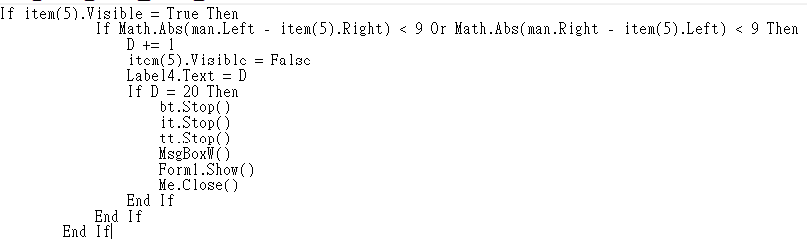 If item(5).Visible = True Then
If Math.Abs(man.Left - item(5).Right) < 9 Or Math.Abs(man.Right - item(5).Left) < 9 Then
D += 1
item(5).Visible = False
Label4.Text = D
If D = 20 Then
bt.Stop()
it.Stop()
tt.Stop()
MsgBoxW()
Form1.Show()
Me.Close()
End If
End If
End If